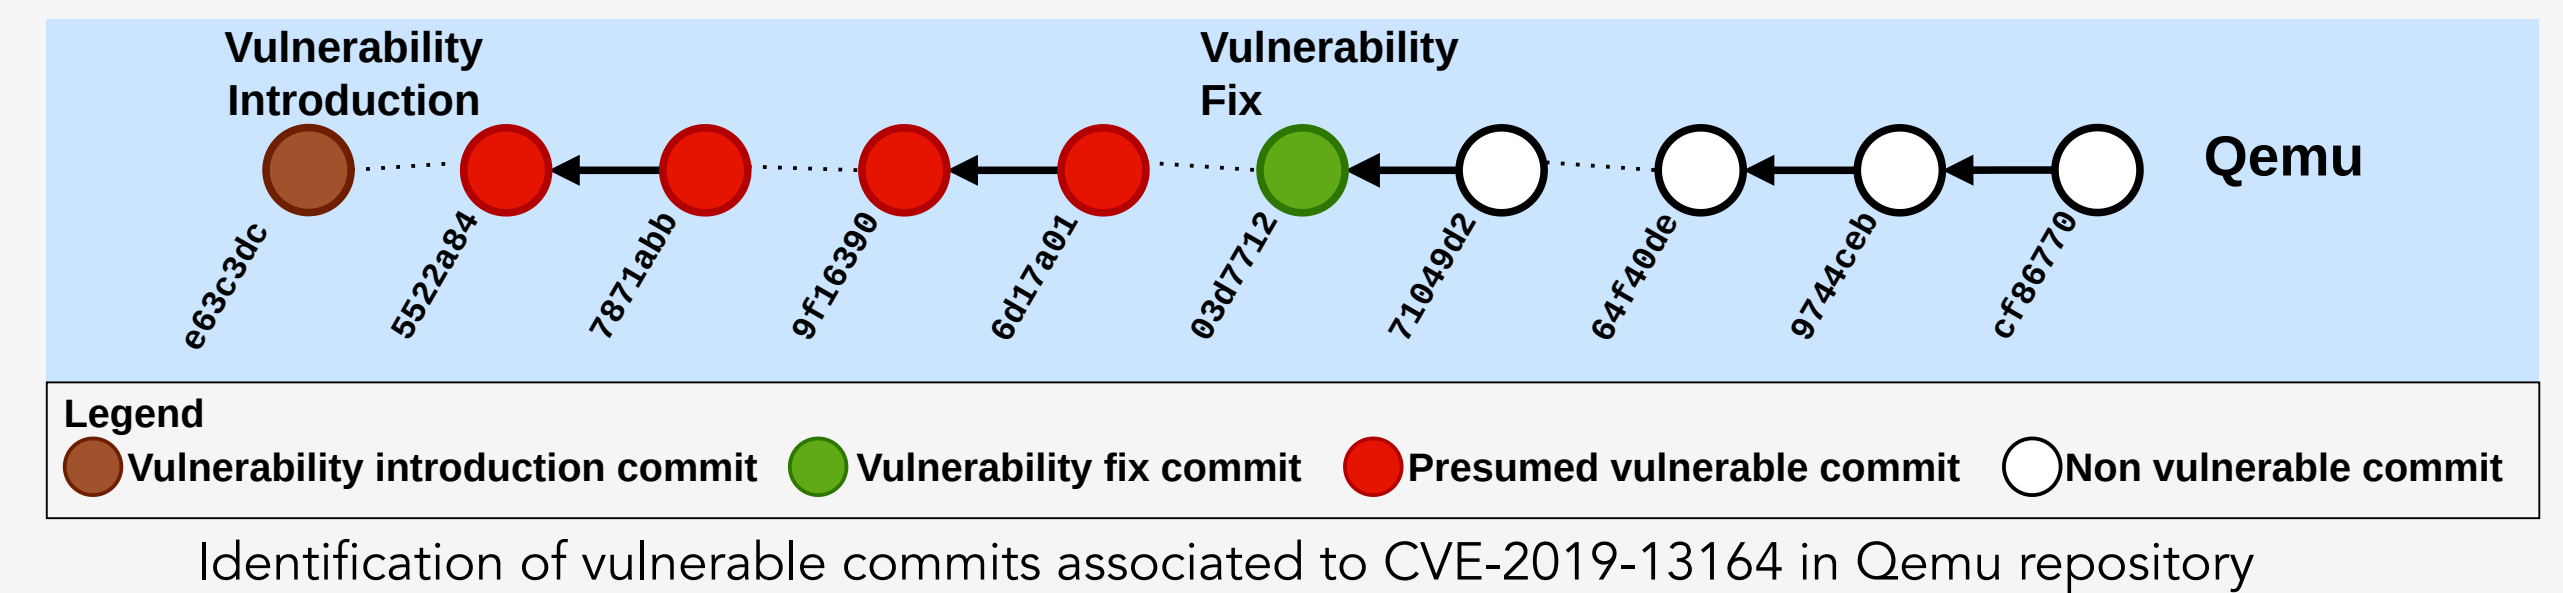 Vulnerability
Introduction
Vulnerability
Fix
Qemu
e63c3dc
5522a84
7871abb
9f16390
6d17a01
03d7712
71049d2
64f40de
9744ceb
cf86770
Legend
Vulnerability introduction commit
Vulnerability fix commit
Presumed vulnerable commit
Non vulnerable commit
Identification of vulnerable commits associated to CVE-2019-13164 in Qemu repository